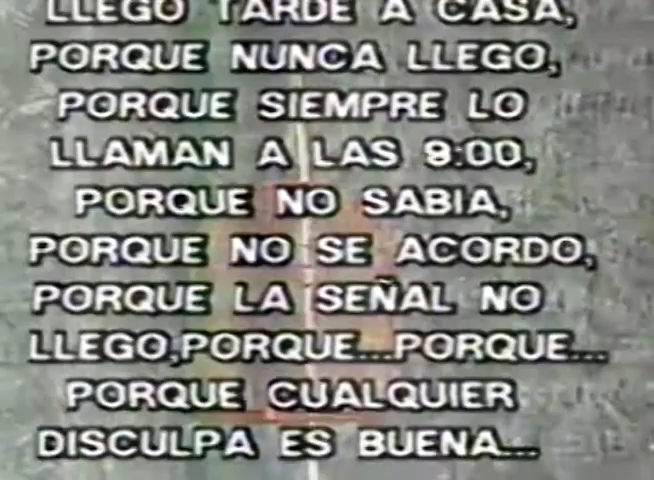 LLEGO TARDE A CASA,
PORQUE NUNCA LLEGO,
PORQUE SIEMPRE LO
LLAMAN A LAS 9:00,
PORQUE NO SABIA,
PORQUE NO SE ACORDO,
PORQUE LA SEÑAL NO
LLEGO,PORQUE...PORQUE...
PORQUE CUALQUIER
DISCULPA ES BUENA...